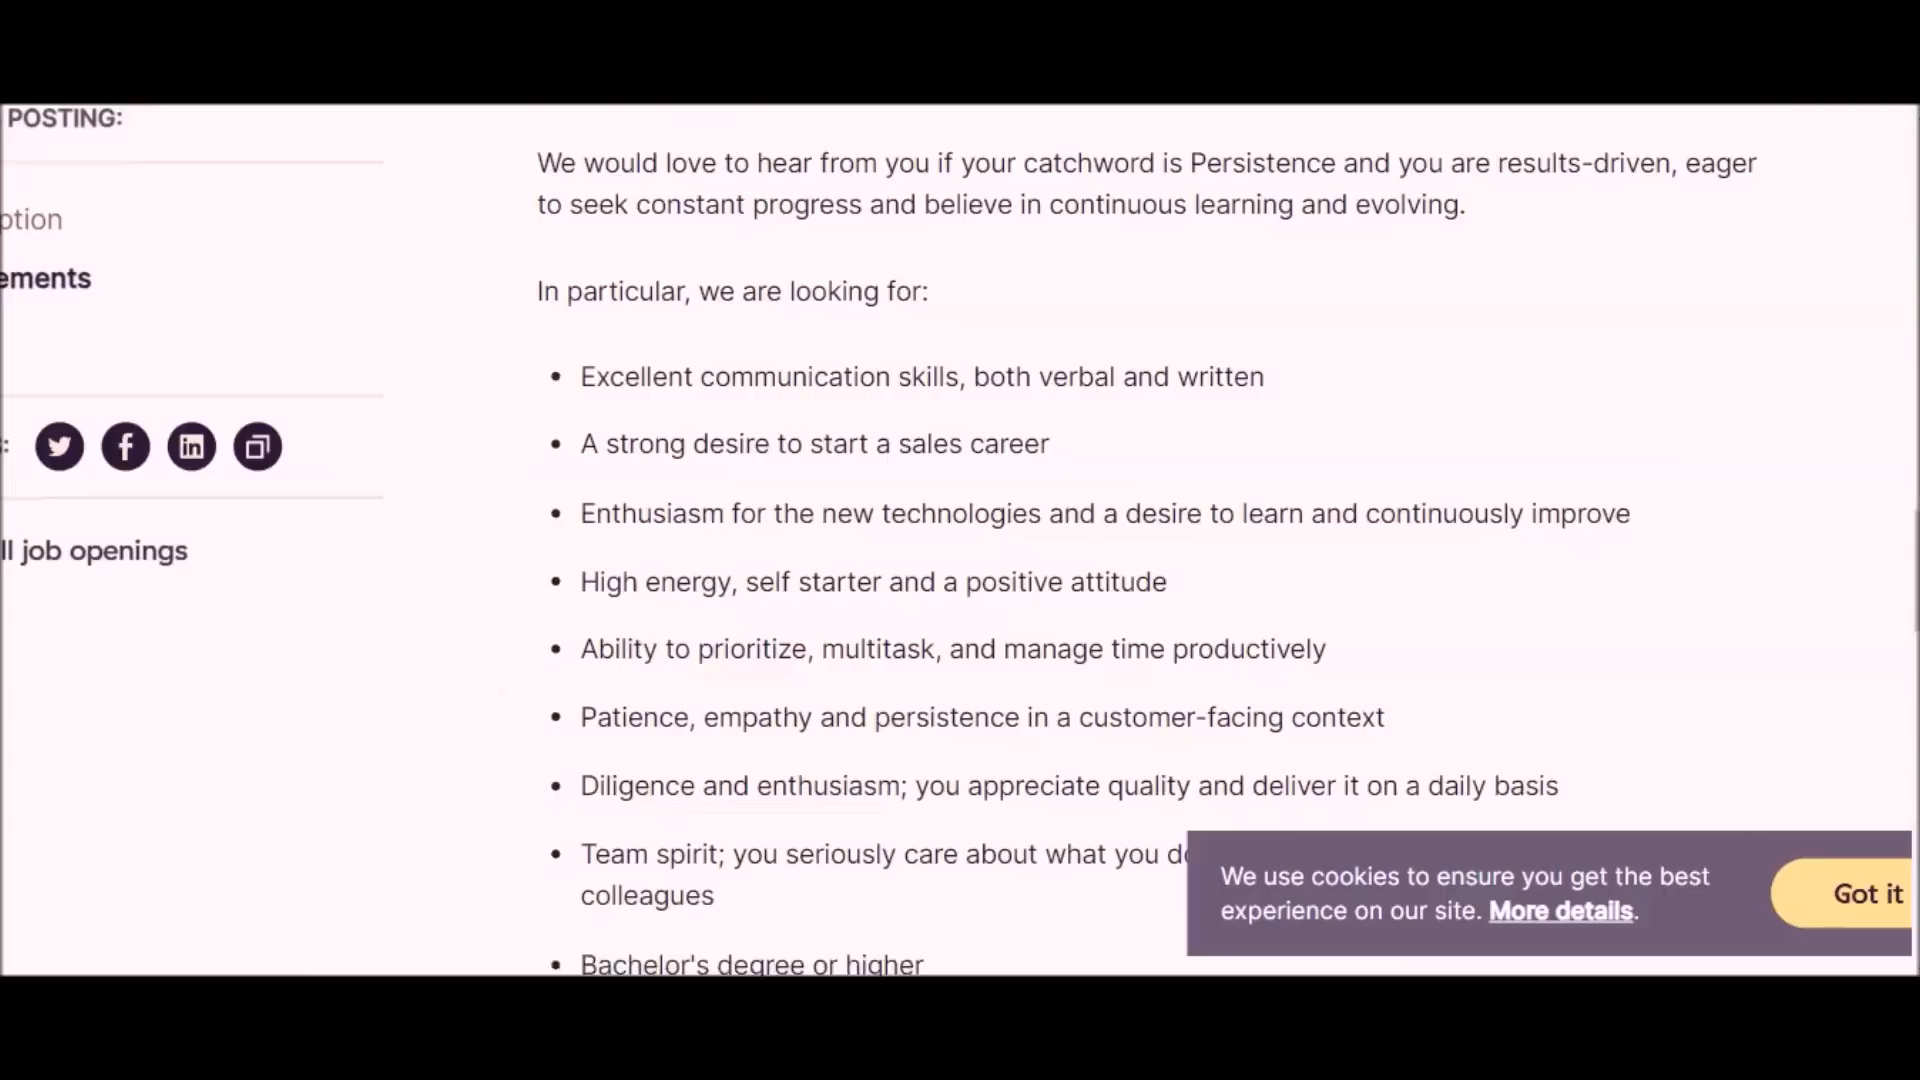 POSTING:
ption
ements
:
ll job openings
We would love to hear from you if your catchword is Persistence and you are results-driven, eager
to seek constant progress and believe in continuous learning and evolving.
In particular, we are looking for:
• Excellent communication skills, both verbal and written
• A strong desire to start a sales career
• Enthusiasm for the new technologies and a desire to learn and continuously improve
• High energy, self starter and a positive attitude
• Ability to prioritize, multitask, and manage time productively
• Patience, empathy and persistence in a customer-facing context
• Diligence and enthusiasm; you appreciate quality and deliver it on a daily basis
• Team spirit; you seriously care about what you d
colleagues
• Bachelor's degree or higher
We use cookies to ensure you get the best
experience on our site. More details.
Got it